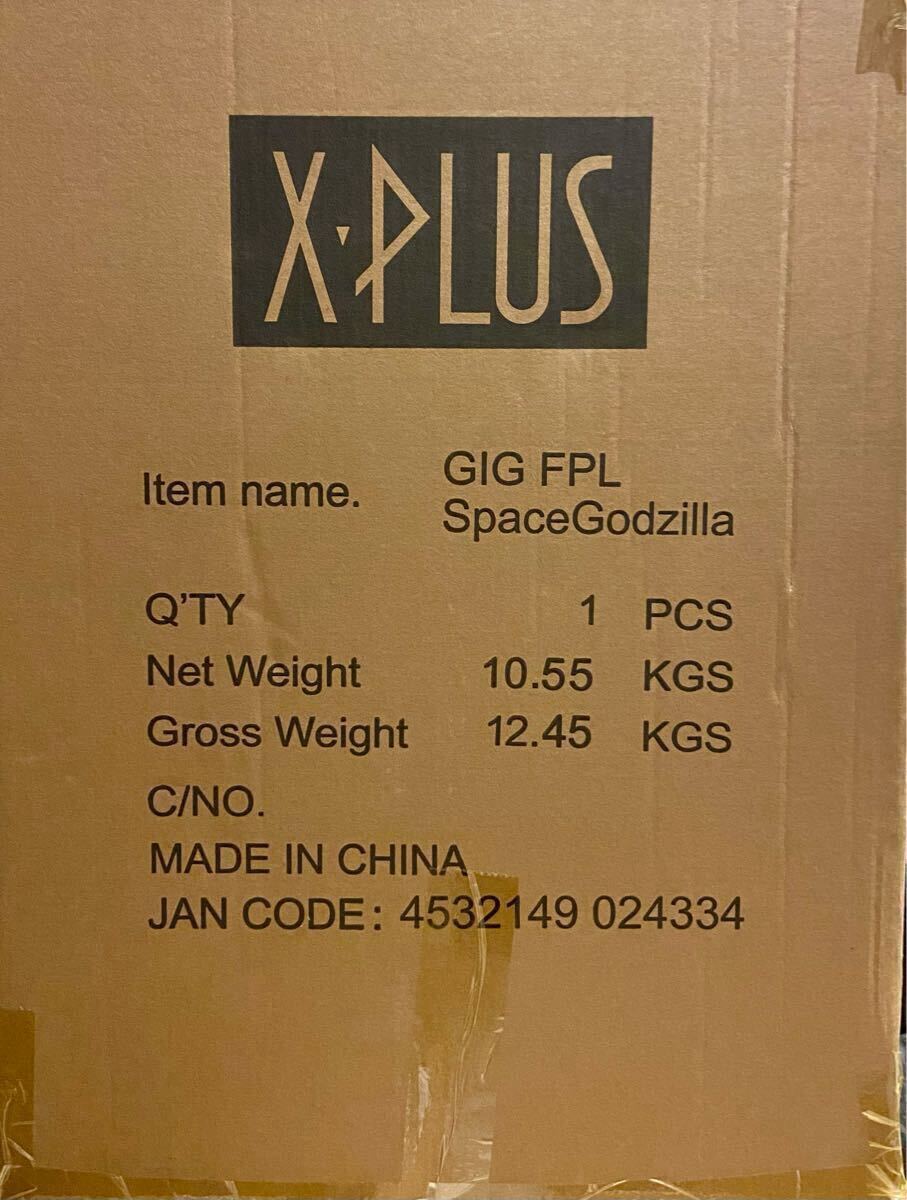 X·PLUS
Item name. GIG FPL
SpaceGodzilla
Q'TY 1 PCS
Net Weight 10.55 KGS
Gross Weight 12.45 KGS
C/NO.
MADE IN CHINA
JAN CODE: 4532149 024334